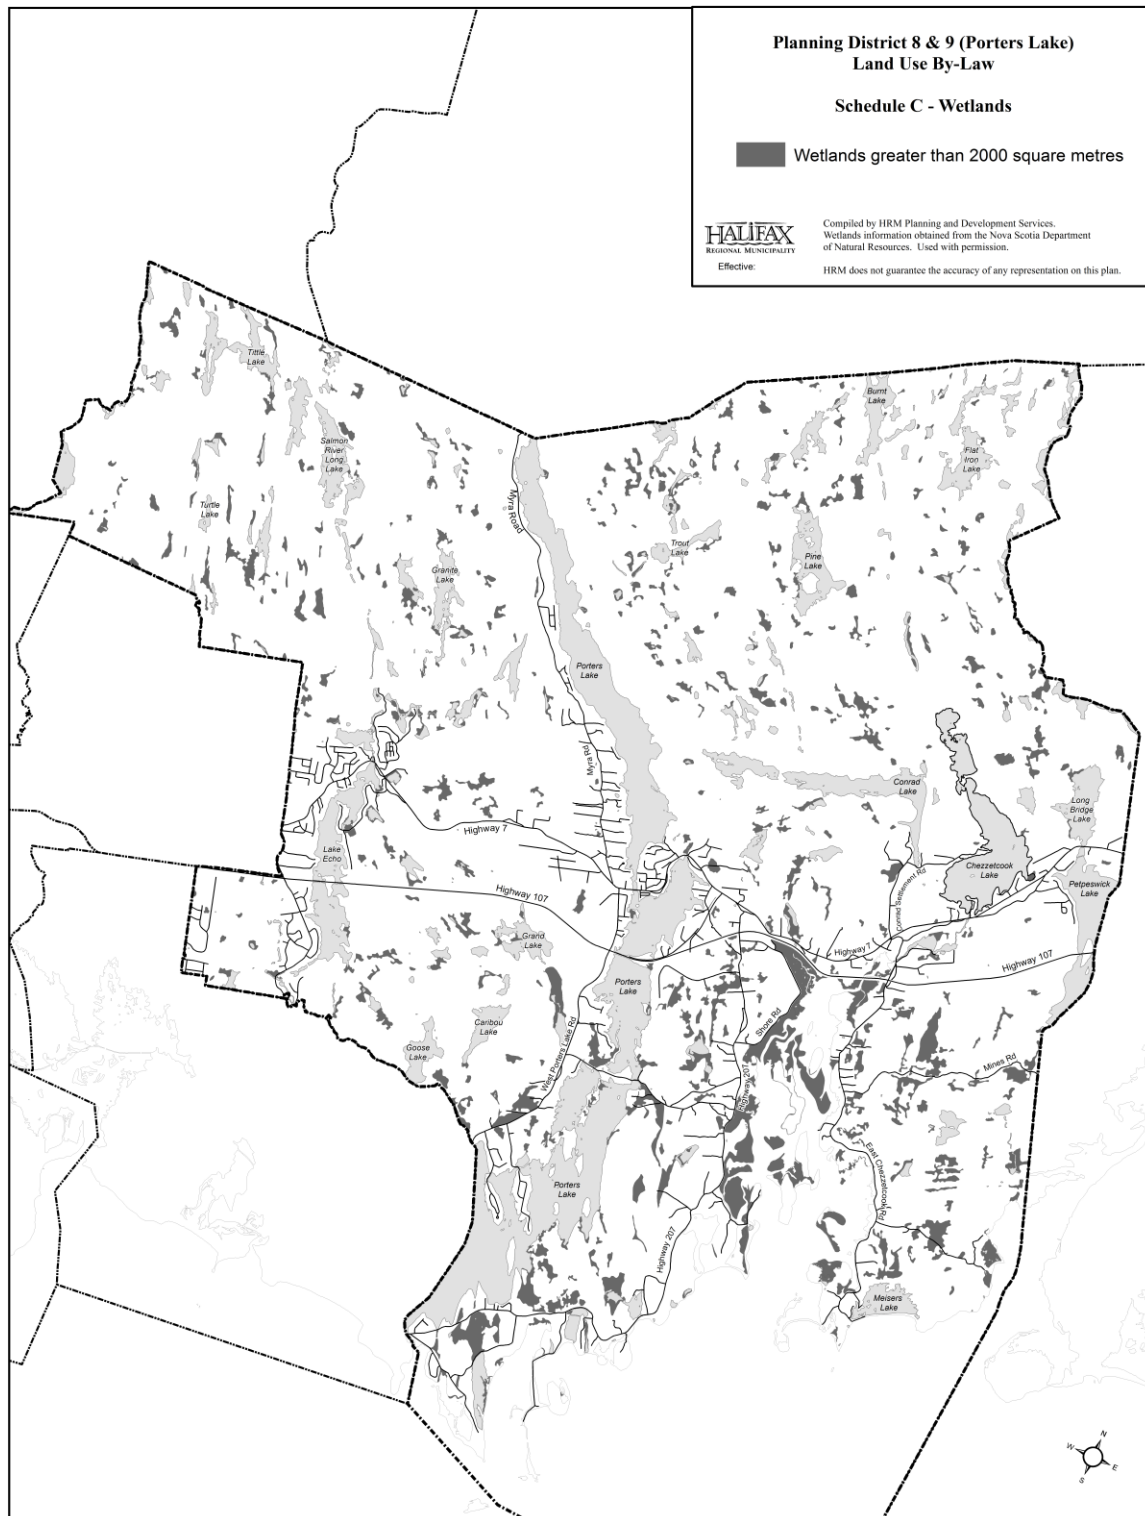 Planning District 8 & 9 (Porters Lake)
Land Use By-Law
Schedule C - Wetlands
Wetlands greater than 2000 square metres
HALIFAX
REGIONAL MUNICIPALITY
Effective:
Compiled by HRM Planning and Development Services.
Wetlands information obtained from the Nova Scotia Department
of Natural Resources. Used with permission.
HRM does not guarantee the accuracy of any representation on this plan.
Tittle
Lake
Burnt
Lake
Salmon
River
Long
Lake
Flat
Iron
Lake
Turtle
Lake
Myra Road
Trout
Lake
Pine
Lake
Granite
Lake
Porters
Lake
Myra Rd
Conrad
Lake
Long
Bridge
Lake
Highway 7
Lake
Echo
Chezzetcook
Lake
Conrad Settlement Rd
Petpeswick
Lake
Highway 107
Grand
Lake
Highway 7
Highway 107
Porters
Lake
Caribou
Lake
Shore Rd
Goose
Lake
West Porters Lake Rd
Mines Rd
Highway 207
East Chezzetcook Rd
Porters
Lake
Highway 207
Meisers
Lake
N
W
E
S